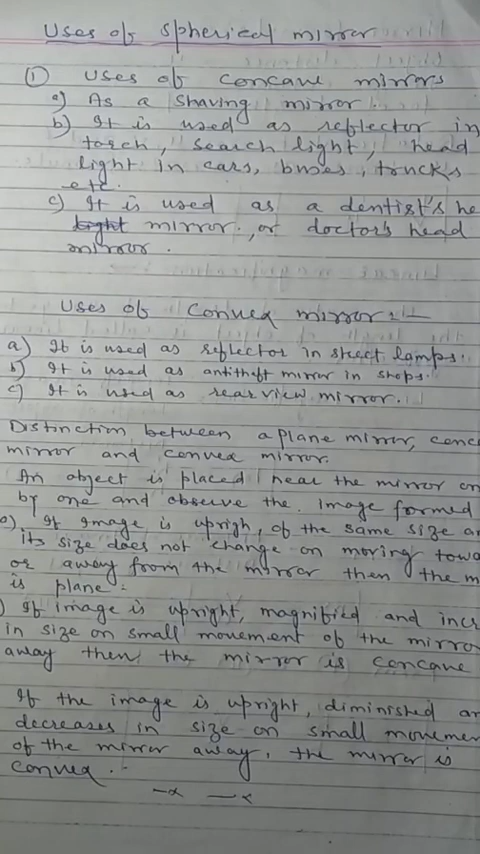 Uses of spherical mirror
① Uses of concave mirrors
a) As a shaving mirror.
b) It is used as reflector in
torch, search light, head
light in cars, buses, trucks
etc.
c) It is used as a dentist's he
light mirror, or doctor's head
mirror.
Uses of Convex mirror :-
a) It is used as reflector in street lamps.
b) It is used as antitheft mirror in shops.
c) It is used as rear view mirror.
Distinction between a plane mirror, conc
mirror and convex mirror.
An object is placed near the mirror on
by one and observe the image formed
a). If image is uprigh, of the same size a
its size does not change on moving towa
or away from the mirror then the m
is plane.
) If image is upright, magnified and incr
in size on small movement of the mirro
away then the mirror is concave
If the image is upright, diminished an
decreases in size on small movemen
of the mirror away, the mirror is
convex.
—x —x